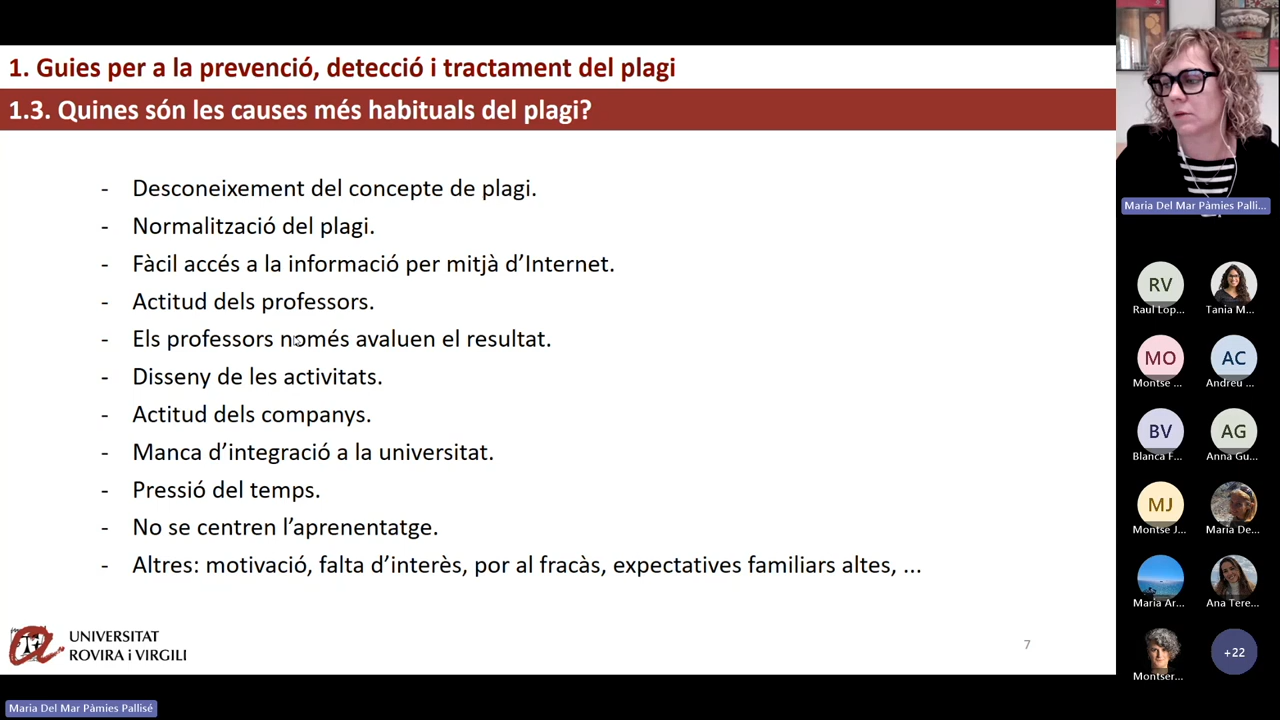 1. Guies per a la prevenció, detecció i tractament del plagi
1.3. Quines són les causes més habituals del plagi?
- Desconeixement del concepte de plagi.
- Normalització del plagi.
- Fàcil accés a la informació per mitjà d’Internet.
- Actitud dels professors.
- Els professors només avaluen el resultat.
- Disseny de les activitats.
- Actitud dels companys.
- Manca d’integració a la universitat.
- Pressió del temps.
- No se centren l’aprenentatge.
- Altres: motivació, falta d’interès, por al fracàs, expectatives familiars altes, ...
UNIVERSITAT
ROVIRA i VIRGILI
7
Maria Del Mar Pàmies Pallisé
Maria Del Mar Pàmies Palli...
RV
Raul Lop...
Tania M...
MO
Montse ...
AC
Andreu ...
BV
Blanca F...
AG
Anna Gu...
MJ
Montse J...
Maria De...
Maria Ar...
Ana Tere...
Montser...
+22